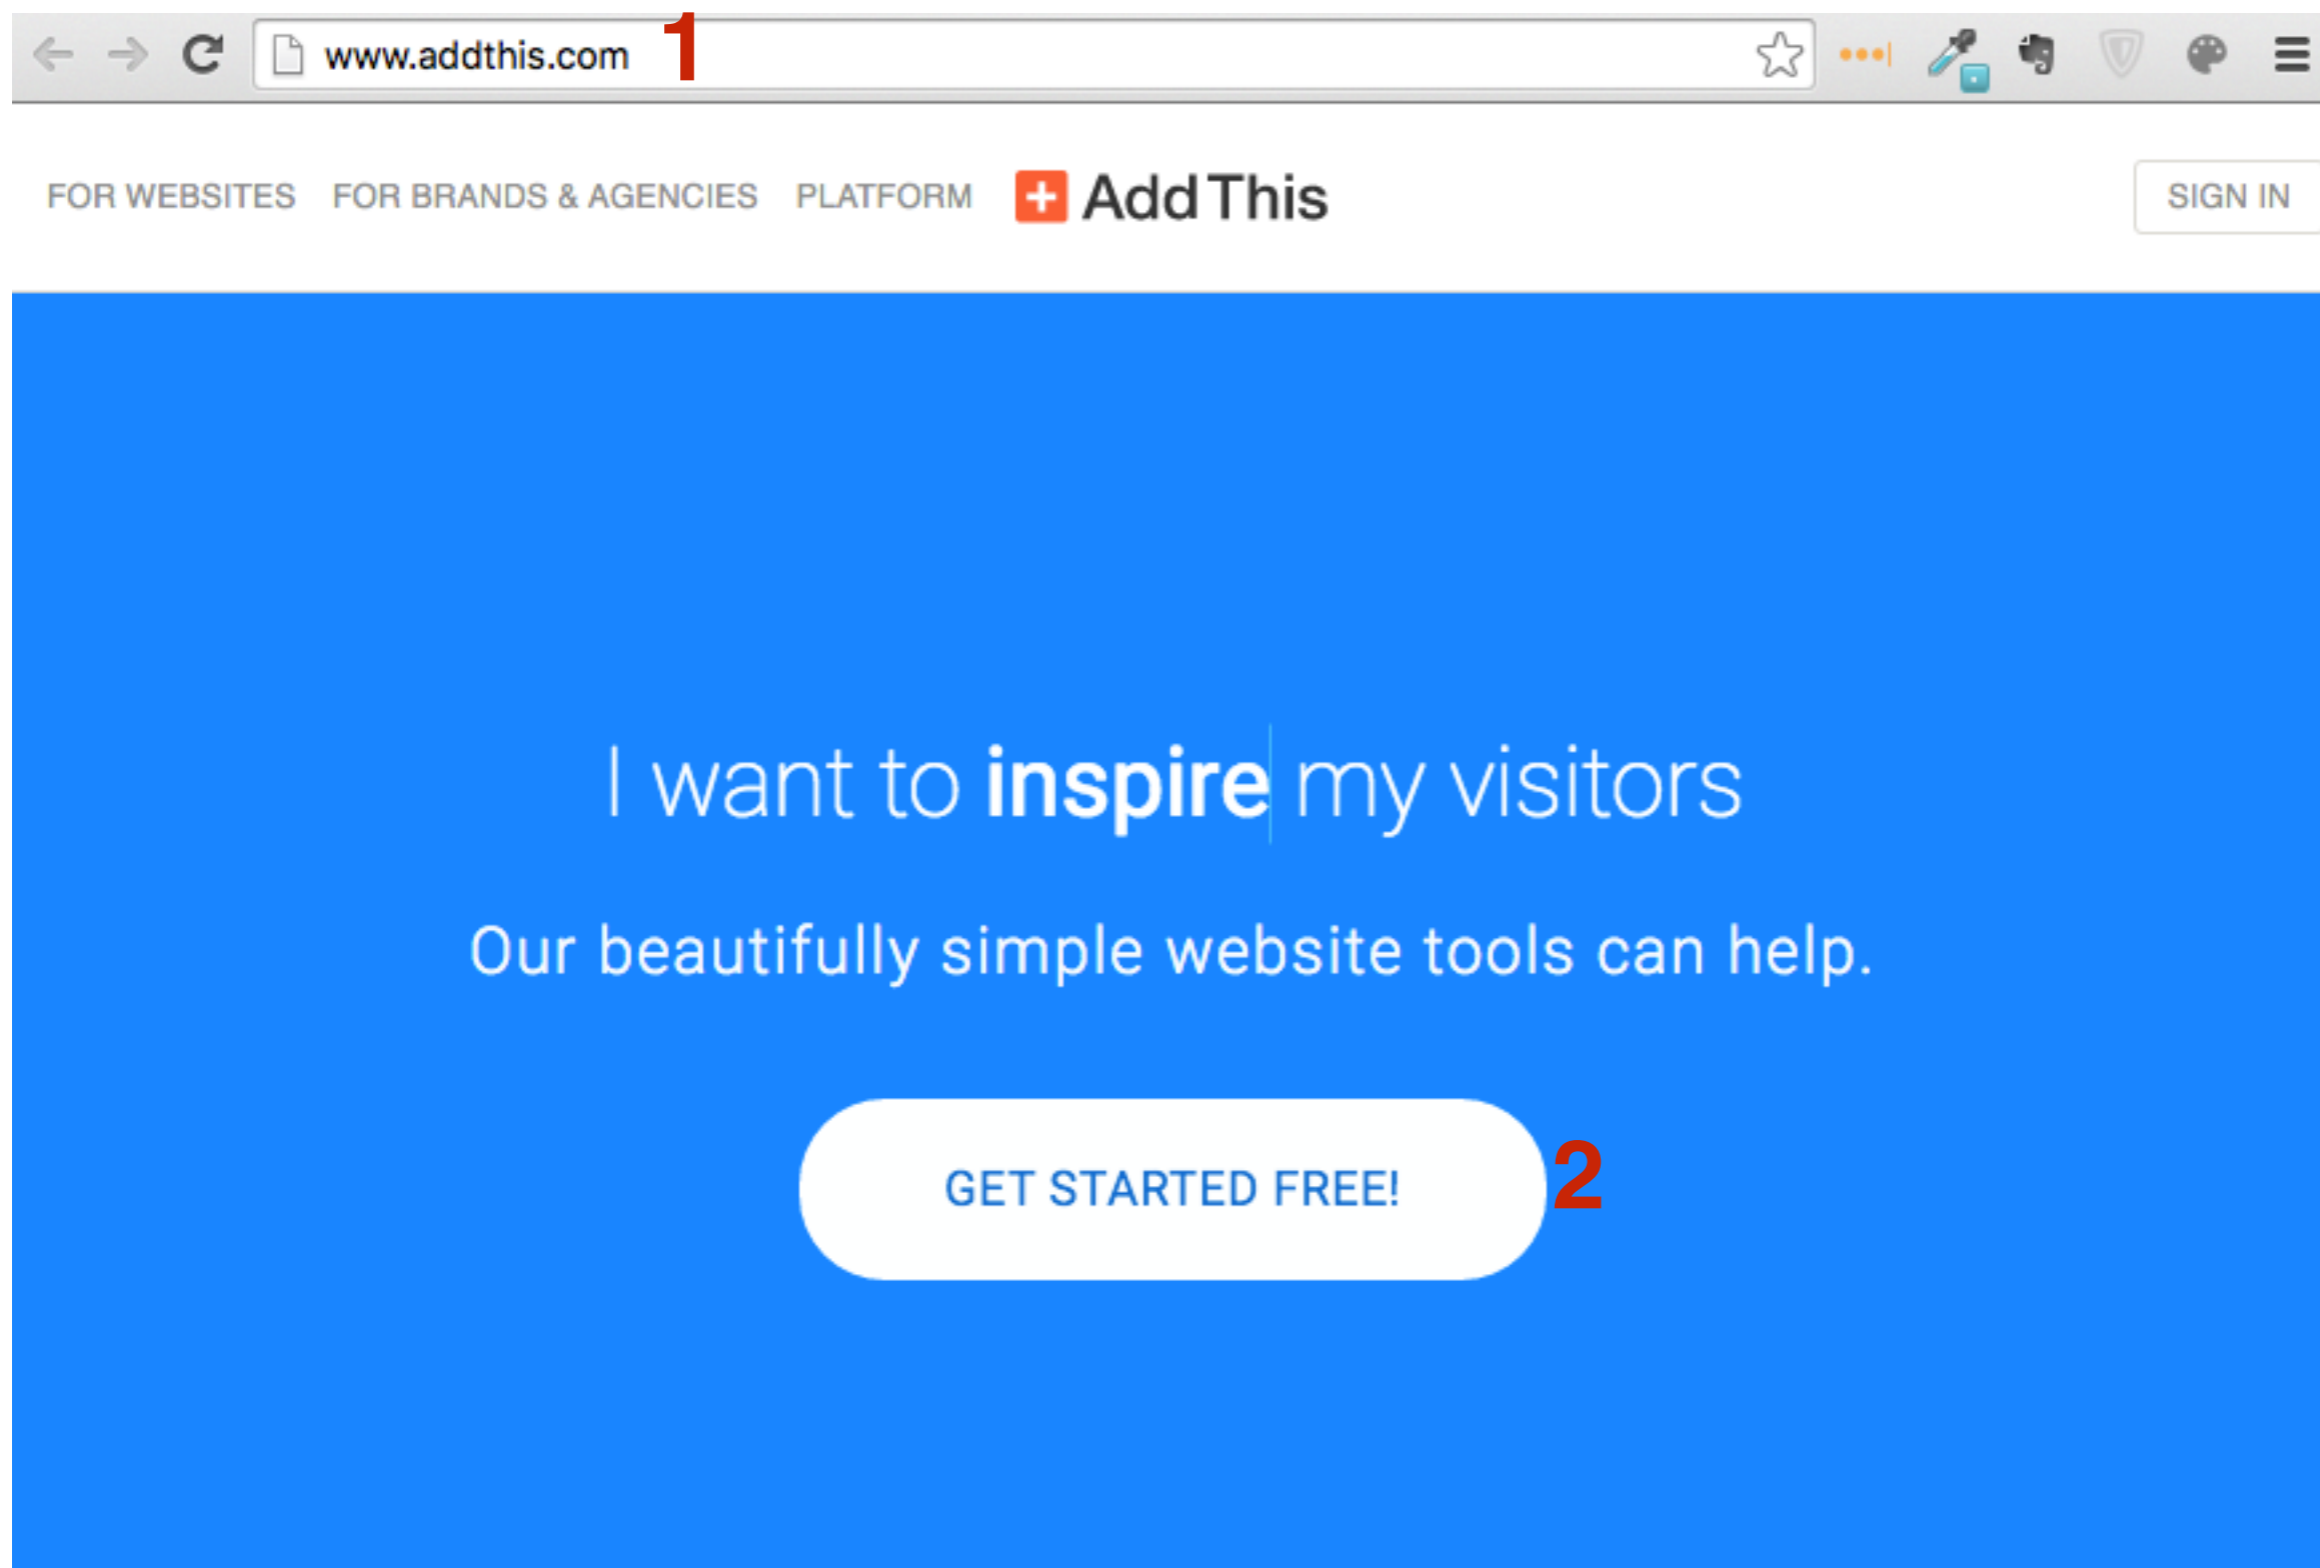 www.addthis.com 1
FOR WEBSITES FOR BRANDS & AGENCIES PLATFORM AddThis SIGN IN
I want to inspire my visitors
Our beautifully simple website tools can help.
GET STARTED FREE! 2